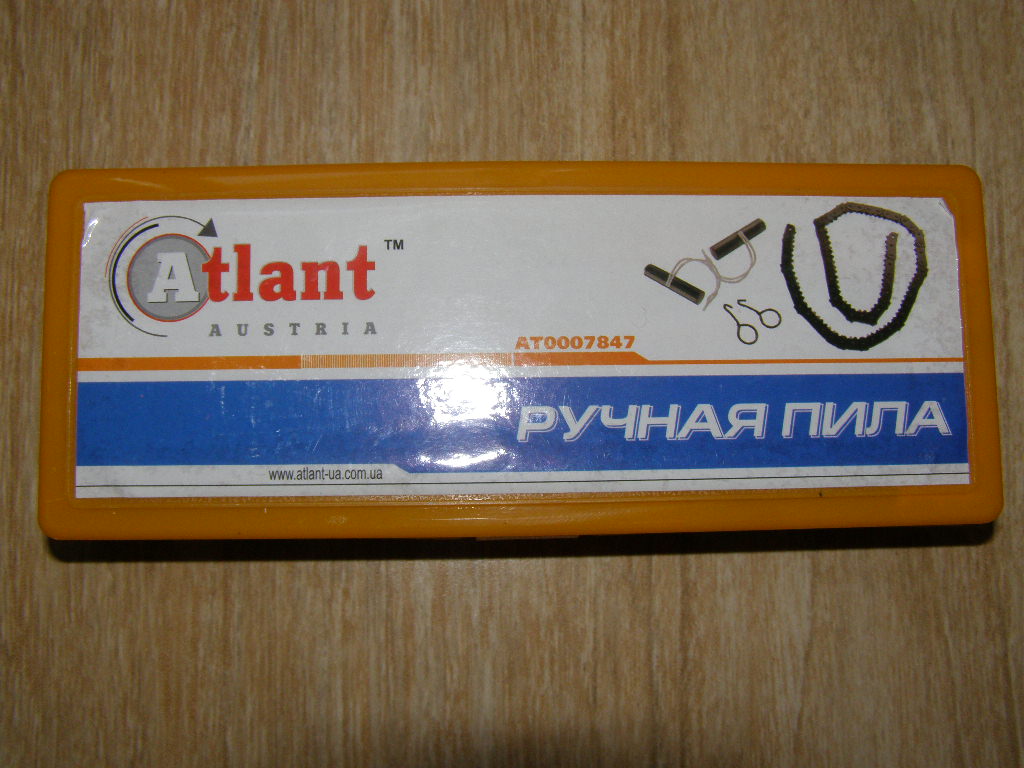 Atlant™
AUSTRIA
AT0007847
РУЧНАЯ ПИЛА
www.atlant-ua.com.ua